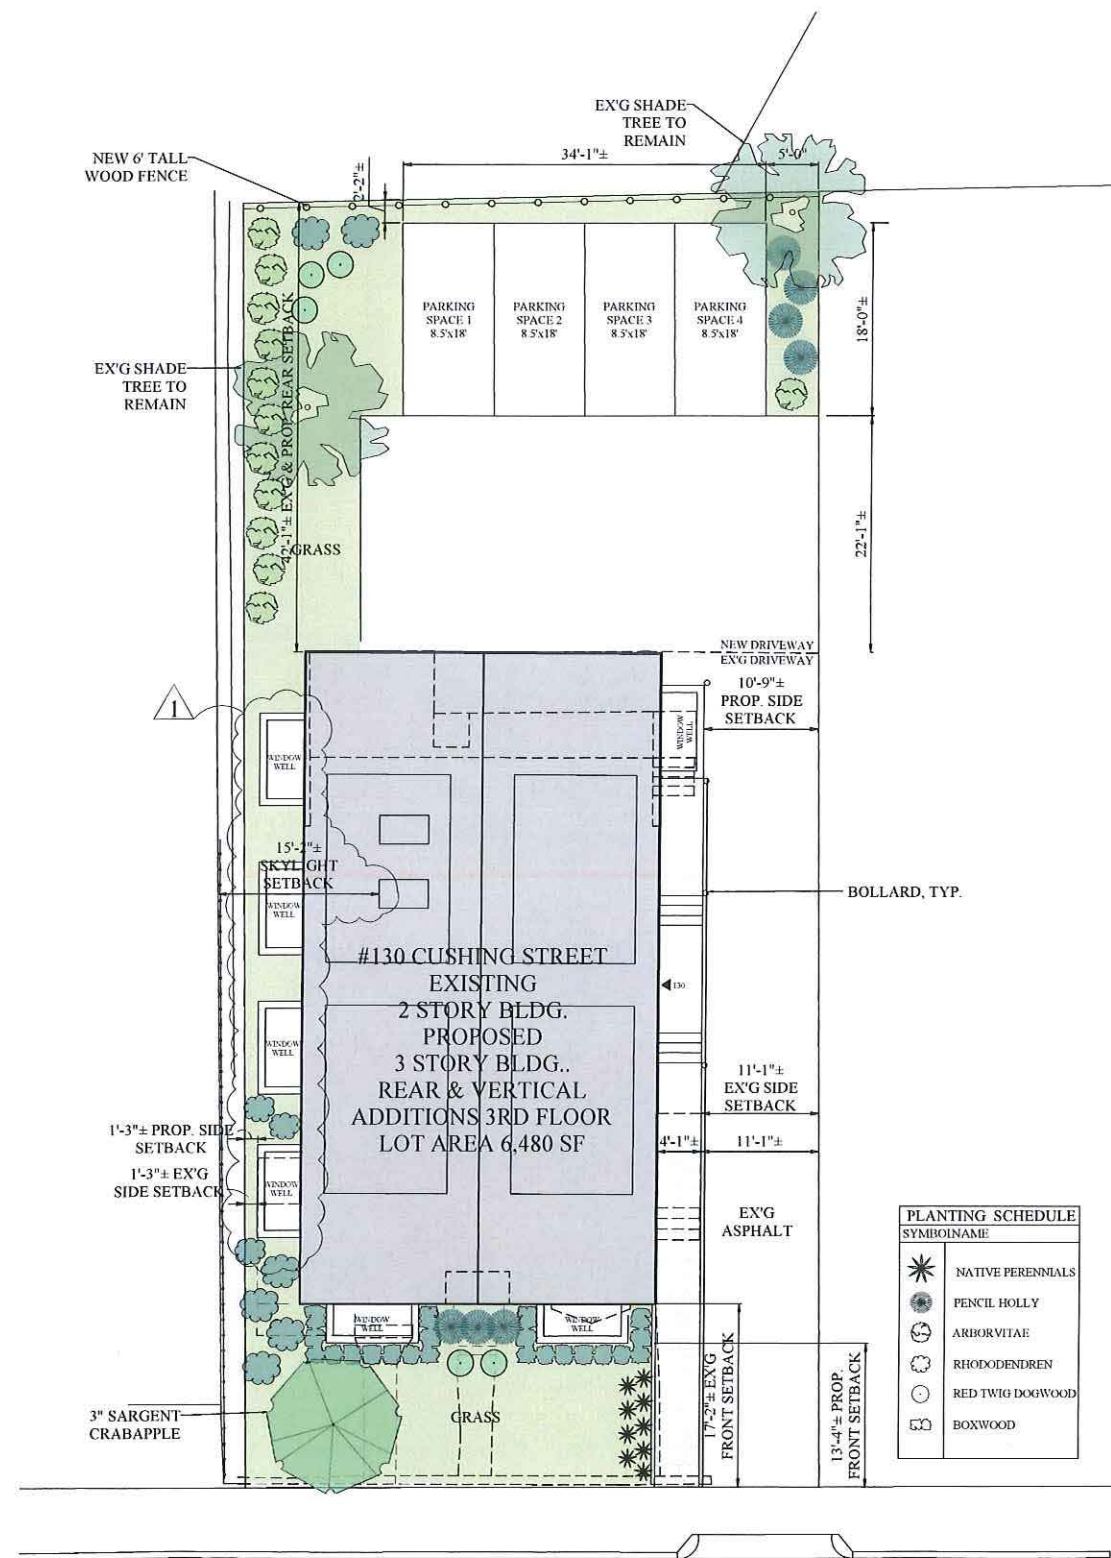 EX'G SHADE
TREE TO
REMAIN
34'-1"±
5'-0"
NEW 6' TALL
WOOD FENCE
2'-2"±
PARKING
SPACE 1
8.5'x18'
PARKING
SPACE 2
8.5'x18'
PARKING
SPACE 3
8.5'x18'
PARKING
SPACE 4
8.5'x18'
18'-0"±
EX'G SHADE
TREE TO
REMAIN
42'-1"± EX'G & PROP. REAR SETBACK
GRASS
22'-1"±
NEW DRIVEWAY
EX'G DRIVEWAY
10'-9"±
PROP. SIDE
SETBACK
1
WINDOW
WELL
WINDOW
WELL
15'-2"±
SKYLIGHT
SETBACK
WINDOW
WELL
BOLLARD, TYP.
#130 CUSHING STREET
EXISTING
2 STORY BLDG.
PROPOSED
3 STORY BLDG..
REAR & VERTICAL
ADDITIONS 3RD FLOOR
LOT AREA 6,480 SF
130
WINDOW
WELL
11'-1"±
EX'G SIDE
SETBACK
1'-3"± PROP. SIDE
SETBACK
4'-1"±
11'-1"±
1'-3"± EX'G
SIDE SETBACK
WINDOW
WELL
EX'G
ASPHALT
PLANTING SCHEDULE
SYMBOLNAME
NATIVE PERENNIALS
PENCIL HOLLY
ARBORVITAE
RHODODENDREN
RED TWIG DOGWOOD
BOXWOOD
WINDOW
WELL
WINDOW
WELL
17'-2"± EX'G
FRONT SETBACK
13'-4"± PROP.
FRONT SETBACK
3" SARGENT
CRABAPPLE
GRASS